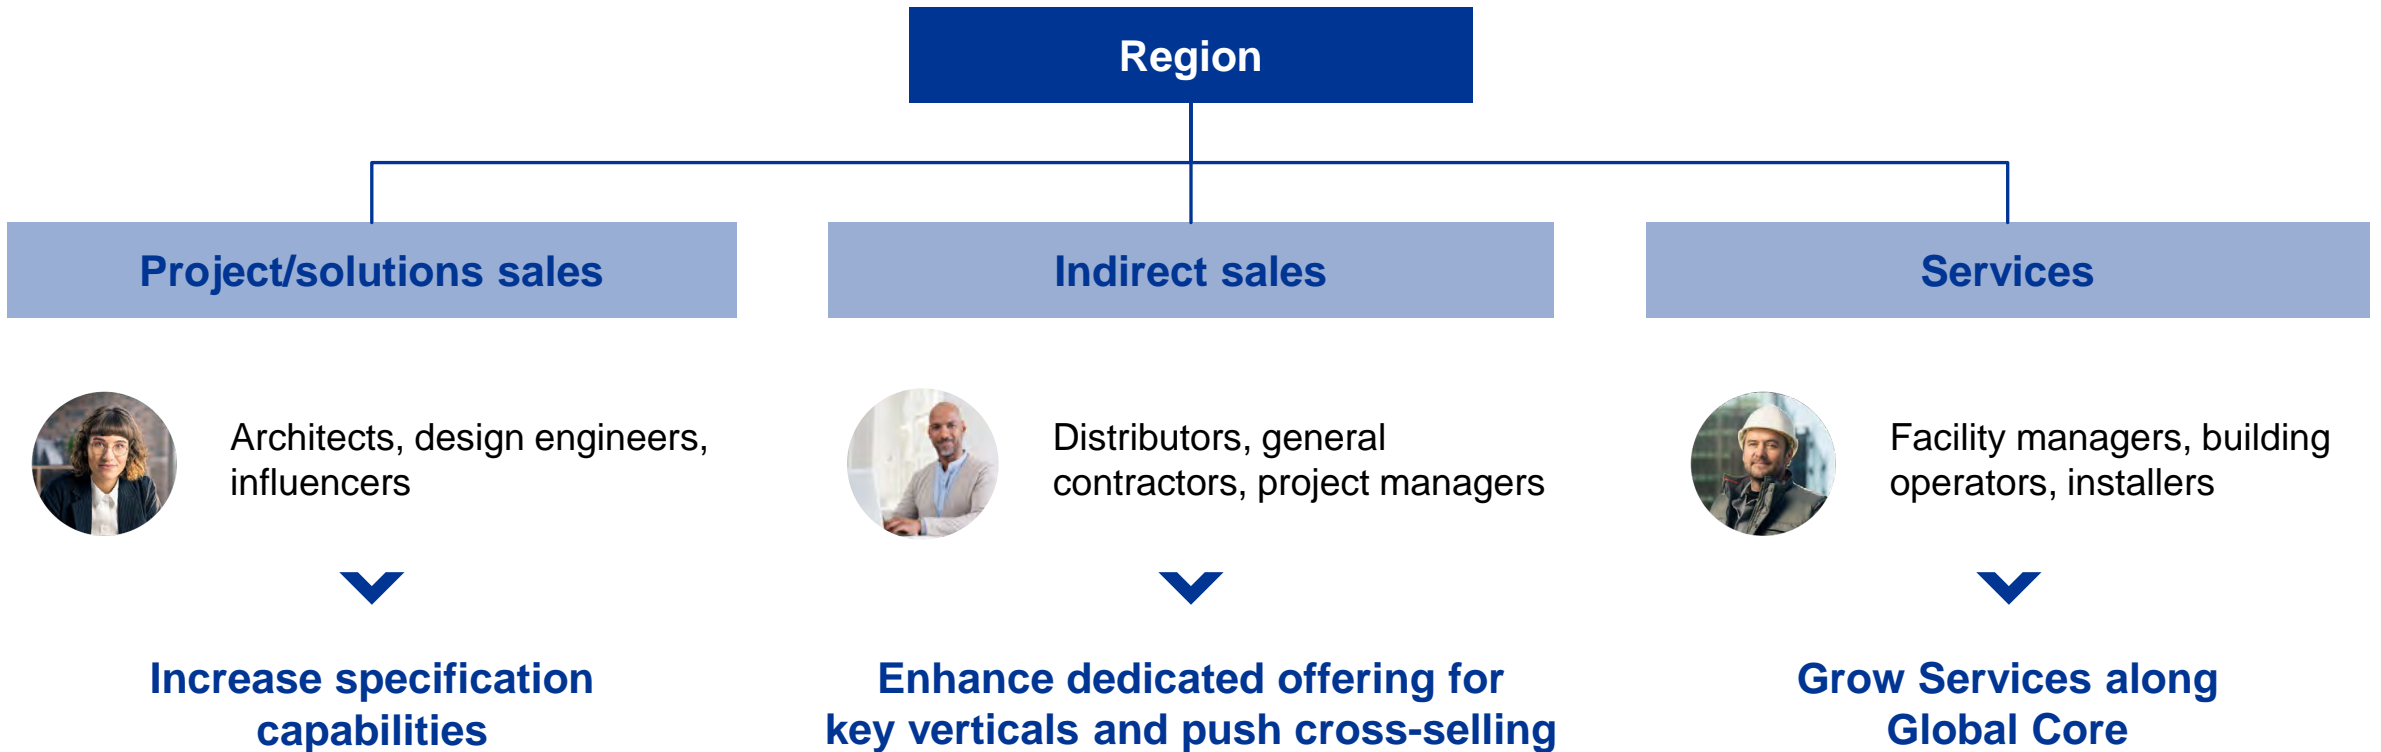 Region
Project/solutions sales
Indirect sales
Services
Architects, design engineers,
influencers
Distributors, general
contractors, project managers
Facility managers, building
operators, installers
Increase specification
capabilities
Enhance dedicated offering for
key verticals and push cross-selling
Grow Services along
Global Core